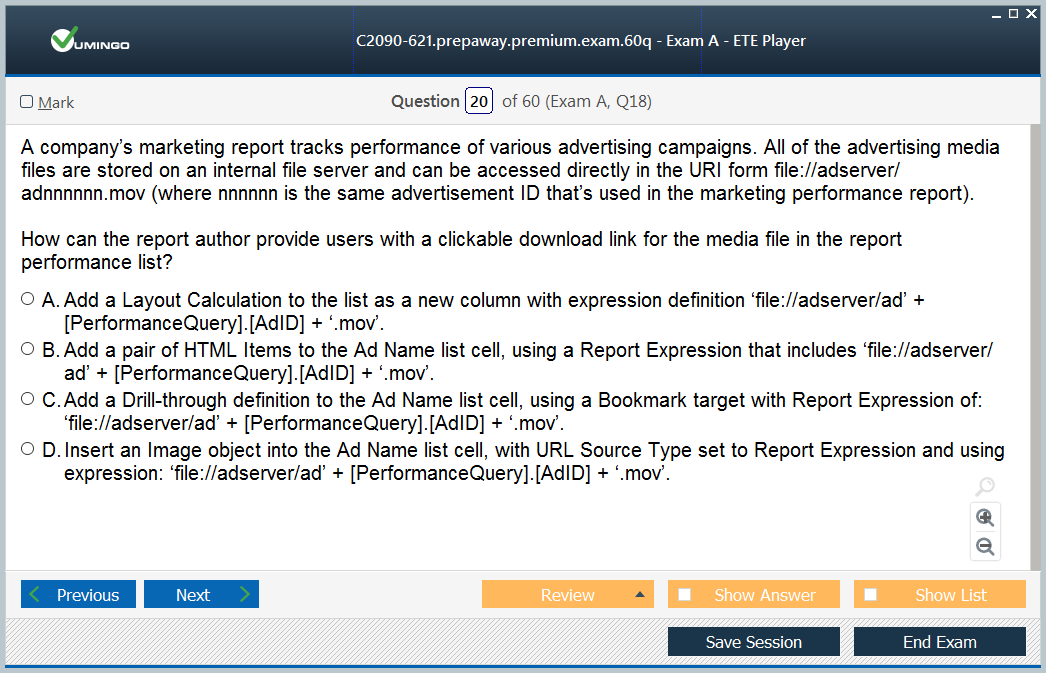 VUMINGO
C2090-621.prepaway.premium.exam.60q - Exam A - ETE Player
Mark
Question 20 of 60 (Exam A, Q18)
A company’s marketing report tracks performance of various advertising campaigns. All of the advertising media
files are stored on an internal file server and can be accessed directly in the URI form file://adserver/
adnnnnnn.mov (where nnnnnn is the same advertisement ID that’s used in the marketing performance report).
How can the report author provide users with a clickable download link for the media file in the report
performance list?
A. Add a Layout Calculation to the list as a new column with expression definition ‘file://adserver/ad’ +
[PerformanceQuery].[AdID] + ‘.mov’.
B. Add a pair of HTML Items to the Ad Name list cell, using a Report Expression that includes ‘file://adserver/
ad’ + [PerformanceQuery].[AdID] + ‘.mov’.
C. Add a Drill-through definition to the Ad Name list cell, using a Bookmark target with Report Expression of:
‘file://adserver/ad’ + [PerformanceQuery].[AdID] + ‘.mov’.
D. Insert an Image object into the Ad Name list cell, with URL Source Type set to Report Expression and using
expression: ‘file://adserver/ad’ + [PerformanceQuery].[AdID] + ‘.mov’.
Previous
Next
Review
Show Answer
Show List
Save Session
End Exam